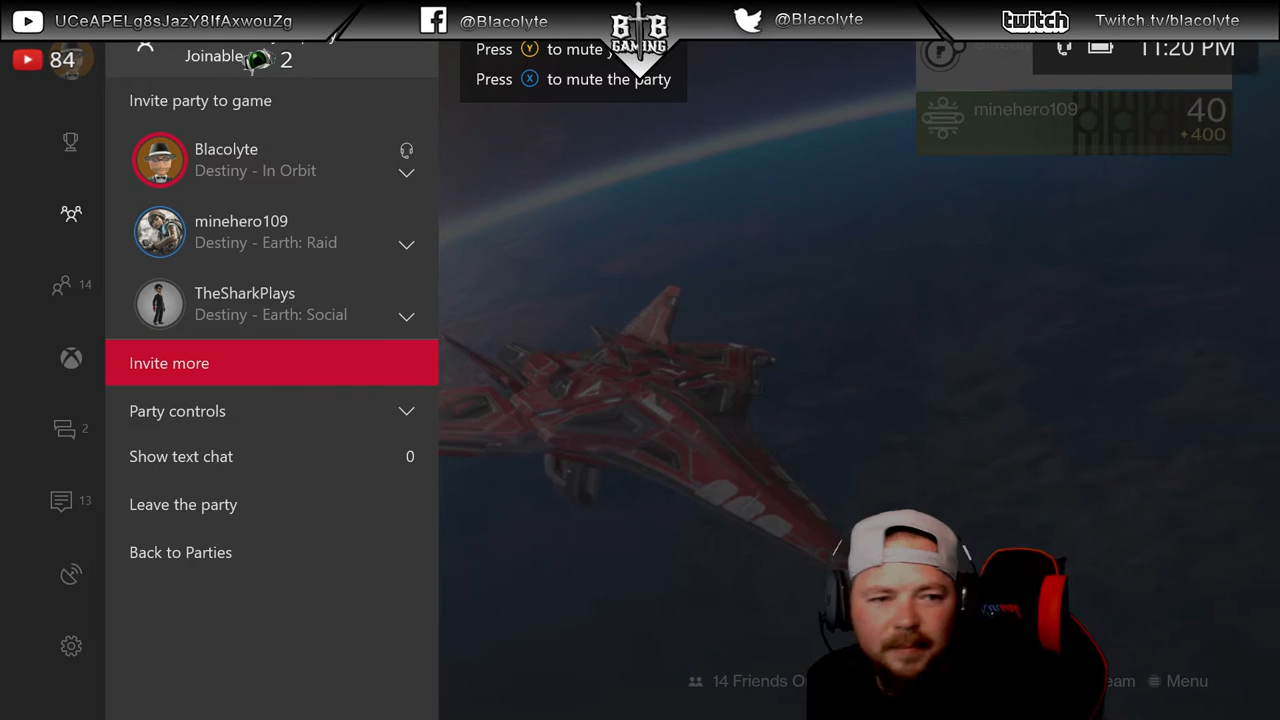 UCeAPELg8sJazY8IfAxwouZg
@Blacolyte
BTB
GAMING
@Blacolyte
twitch
Twitch tv/blacolyte
84
Joinable
2
Press Y to mute
Press X to mute the party
11:20 PM
Invite party to game
minehero109
40
+400
Blacolyte
Destiny - In Orbit
minehero109
Destiny - Earth: Raid
14
TheSharkPlays
Destiny - Earth: Social
Invite more
Party controls
2
Show text chat 0
13
Leave the party
Back to Parties
14 Friends
Menu